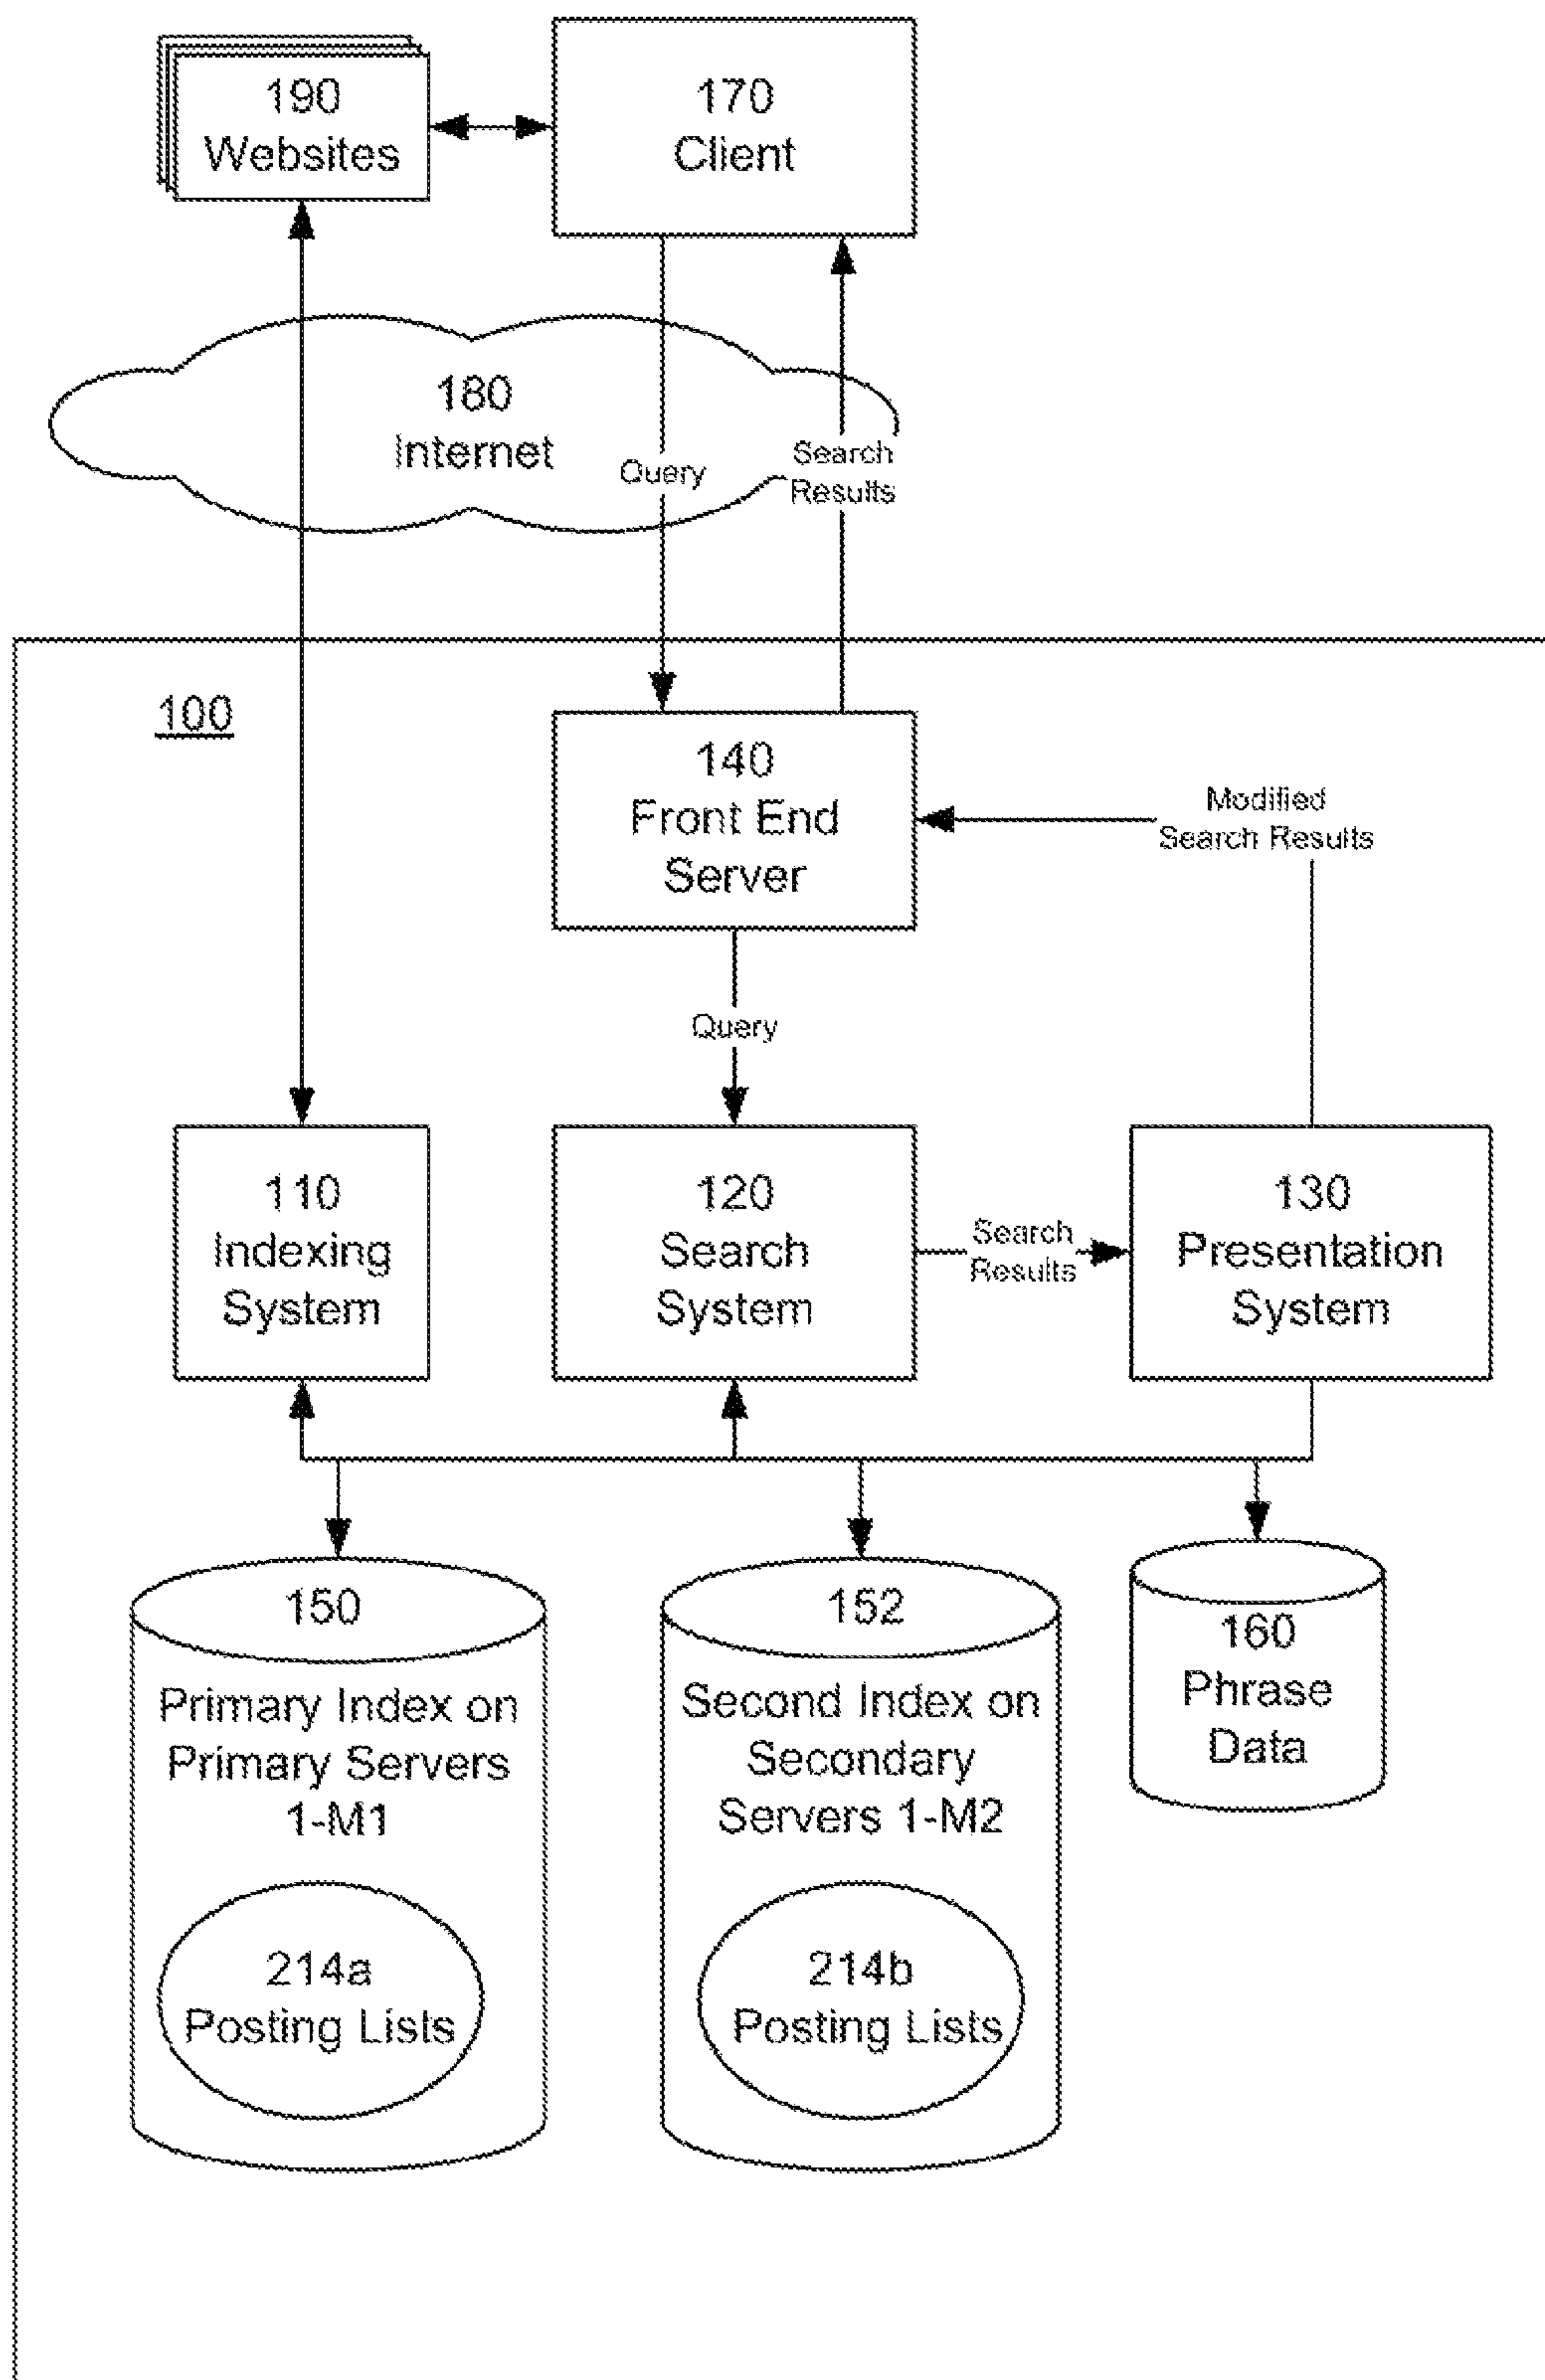 190
Websites
170
Client
180
Internet
Query
Search
Results
100
140
Front End
Server
Modified
Search Results
Query
110
Indexing
System
120
Search
System
Search
Results
130
Presentation
System
150
Primary Index on
Primary Servers
1-M1
214a
Posting Lists
152
Second Index on
Secondary
Servers 1-M2
214b
Posting Lists
160
Phrase
Data